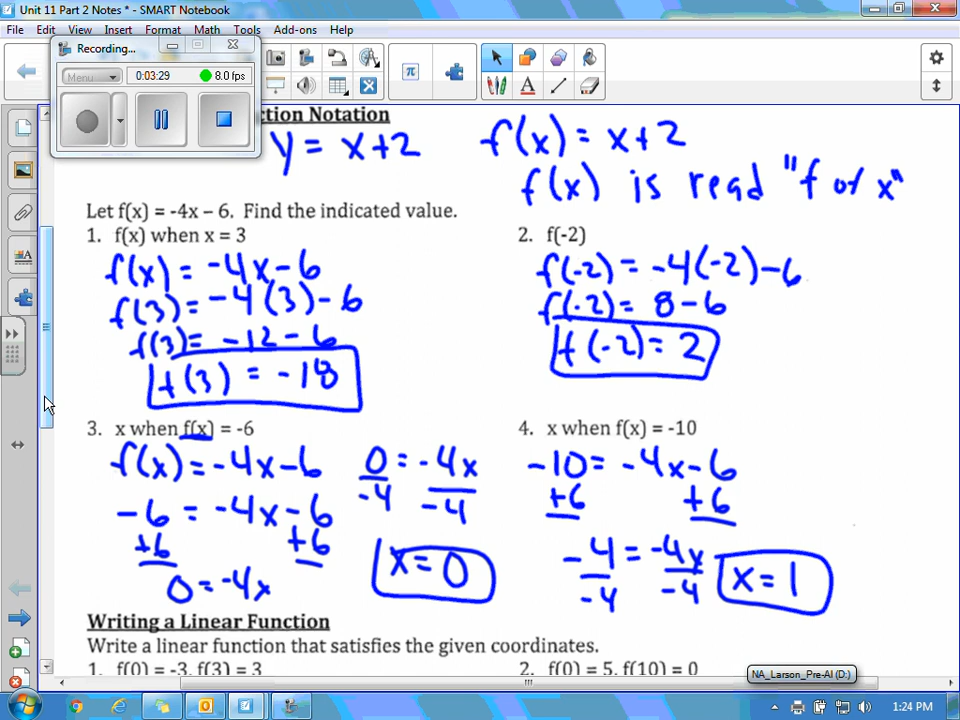 Unit 11 Part 2 Notes * - SMART Notebook
File Edit View Insert Format Math Tools Add-ons Help
Recording...
Menu 0:03:29 8.0 fps
ction Notation
y = x+2
f(x) = x+2
f(x) is read "f of x"
Let f(x) = -4x – 6. Find the indicated value.
1. f(x) when x = 3
f(x) = -4x-6
f(3) = -4(3)-6
f(3) = -12-6
f(3) = -18
2. f(-2)
f(-2) = -4(-2)-6
f(-2) = 8-6
f(-2) = 2
3. x when f(x) = -6
f(x) = -4x-6
-6 = -4x-6
+6 +6
0 = -4x
0 = -4x
-4 -4
x = 0
4. x when f(x) = -10
-10 = -4x-6
+6 +6
-4 = -4x
-4 -4
x = 1
Writing a Linear Function
Write a linear function that satisfies the given coordinates.
1. f(0) = -3, f(3) = 3
2. f(0) = 5, f(10) = 0
NA_Larson_Pre-Al (D:)
1:24 PM